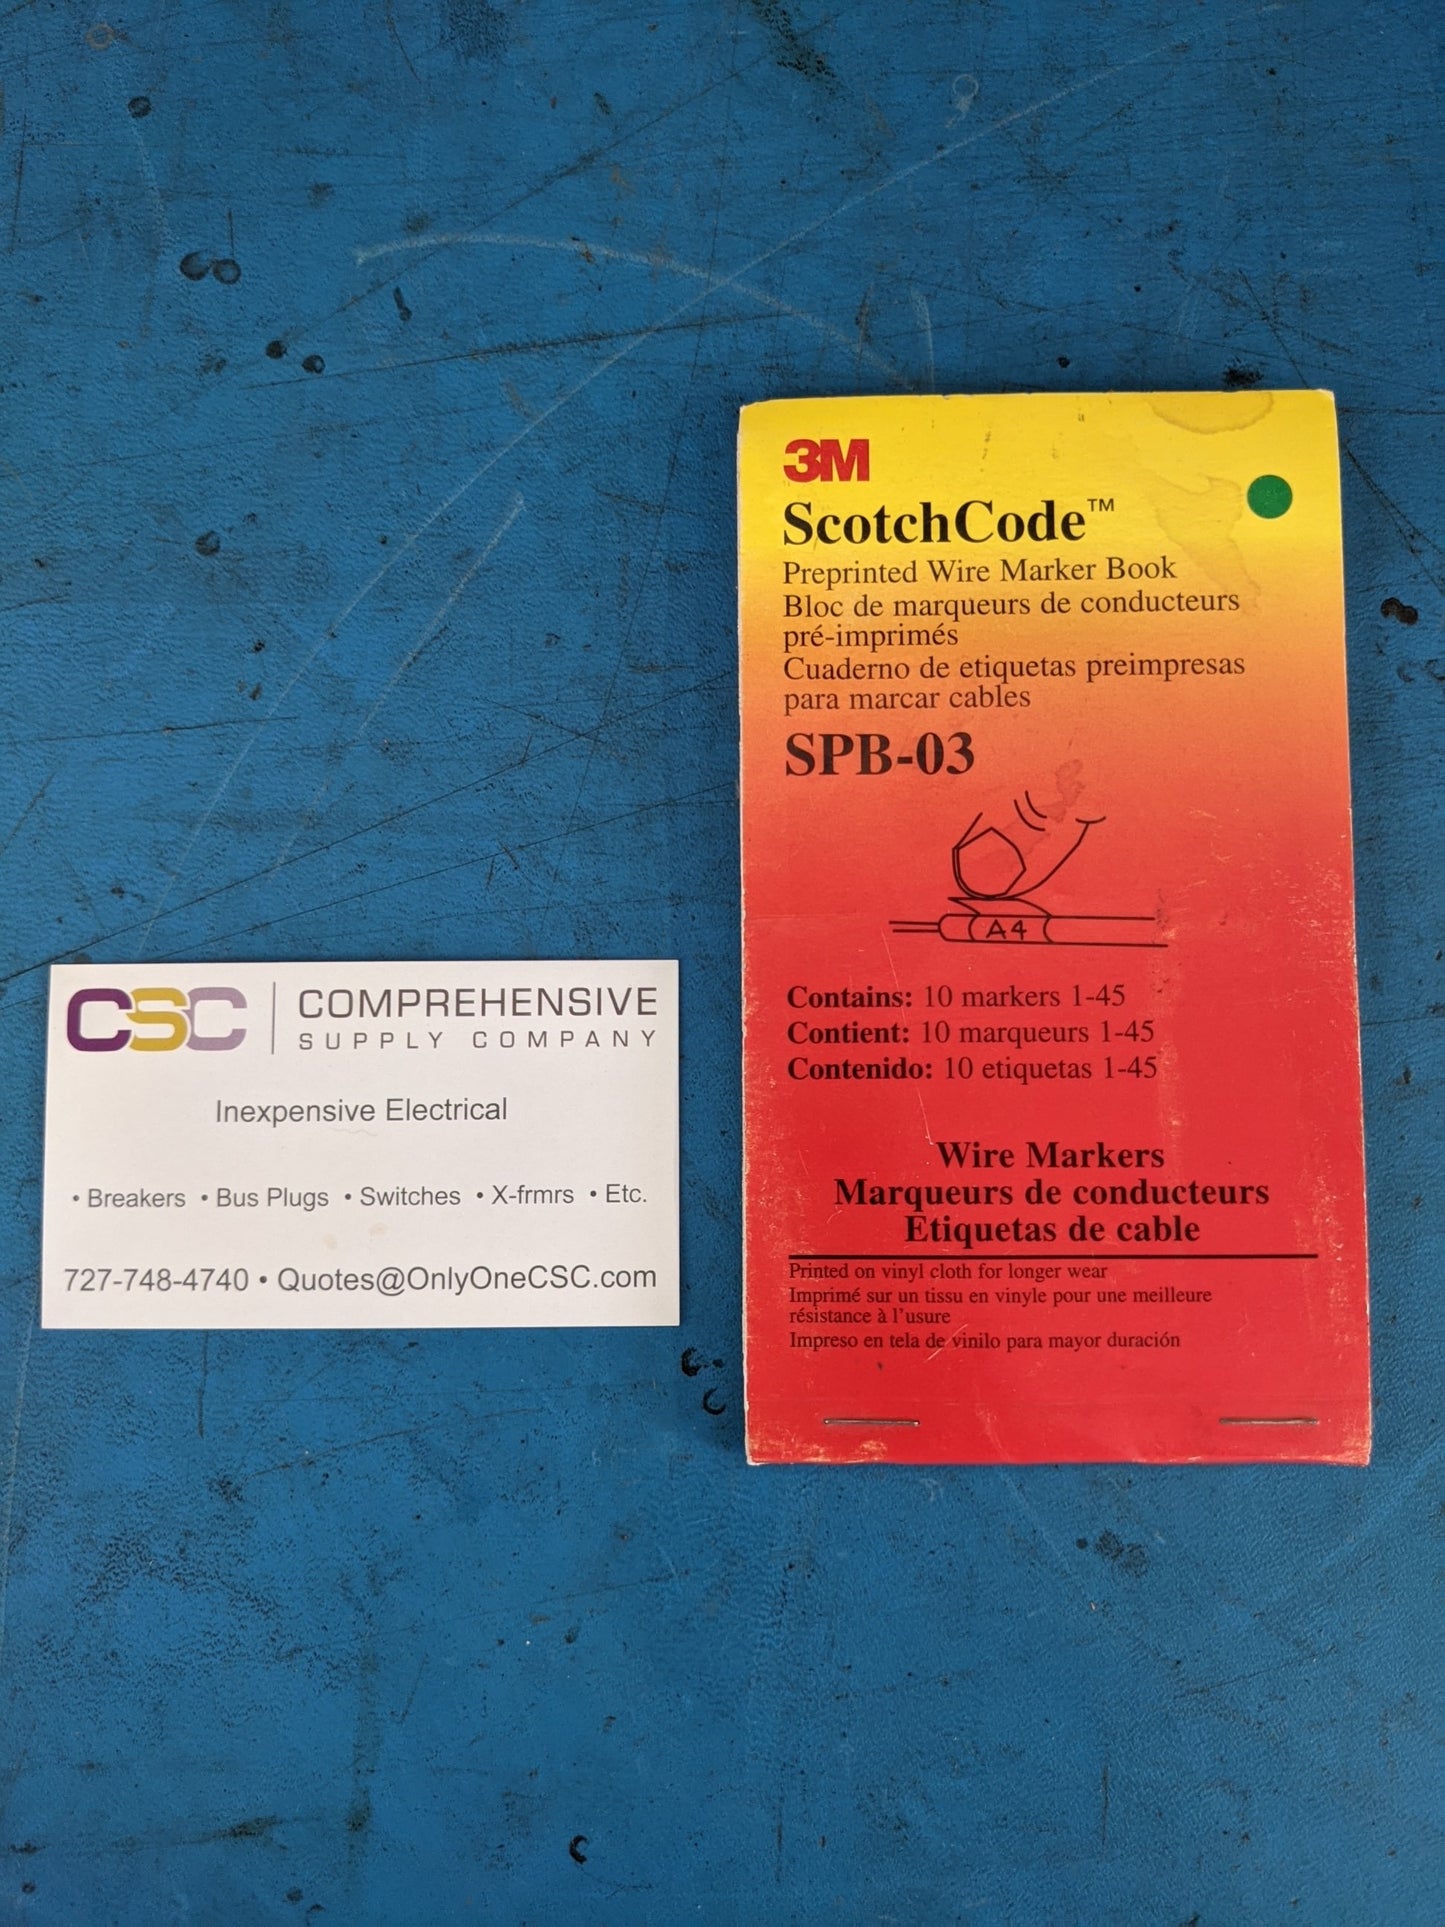 CSC | COMPREHENSIVE
SUPPLY COMPANY
Inexpensive Electrical
• Breakers • Bus Plugs • Switches • X-frmrs • Etc.
727-748-4740 • Quotes@OnlyOneCSC.com
3M
ScotchCode™
Preprinted Wire Marker Book
Bloc de marqueurs de conducteurs
pré-imprimés
Cuaderno de etiquetas preimpresas
para marcar cables
SPB-03
A4
Contains: 10 markers 1-45
Contient: 10 marqueurs 1-45
Contenido: 10 etiquetas 1-45
Wire Markers
Marqueurs de conducteurs
Etiquetas de cable
Printed on vinyl cloth for longer wear
Imprimé sur un tissu en vinyle pour une meilleure
résistance à l'usure
Impreso en tela de vinilo para mayor duración